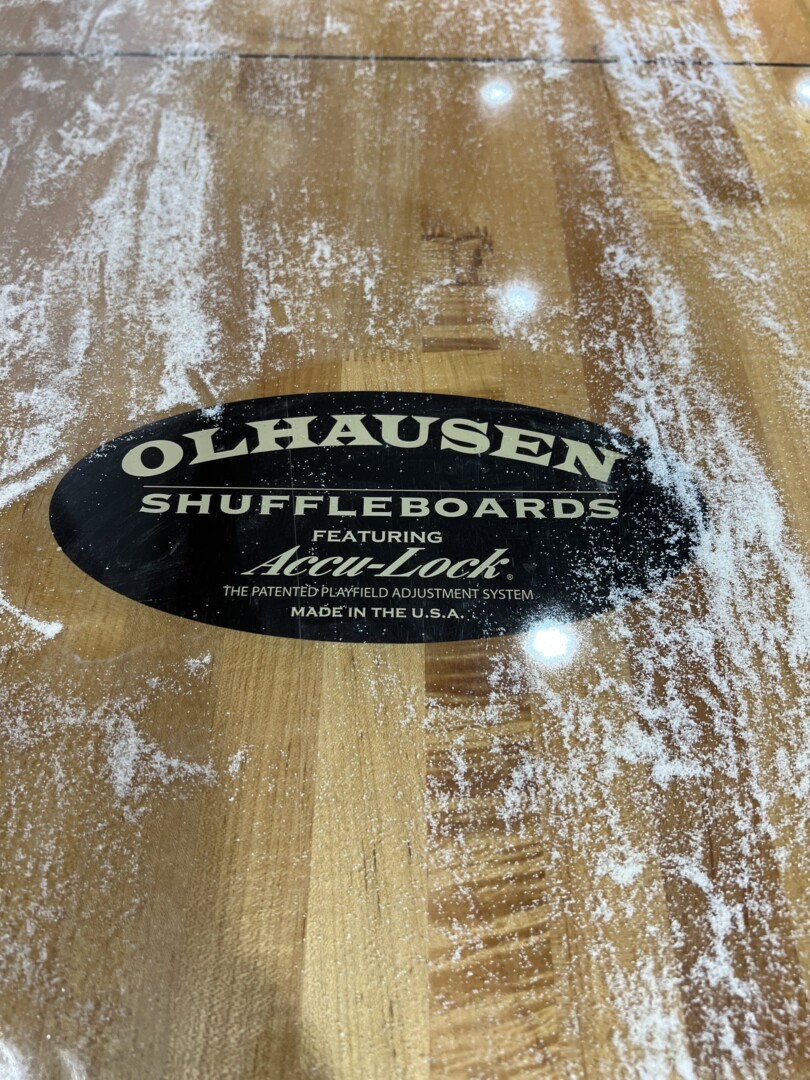 OLHAUSEN
SHUFFLEBOARDS
FEATURING
Accu-Lock®
THE PATENTED PLAYFIELD ADJUSTMENT SYSTEM
MADE IN THE U.S.A.